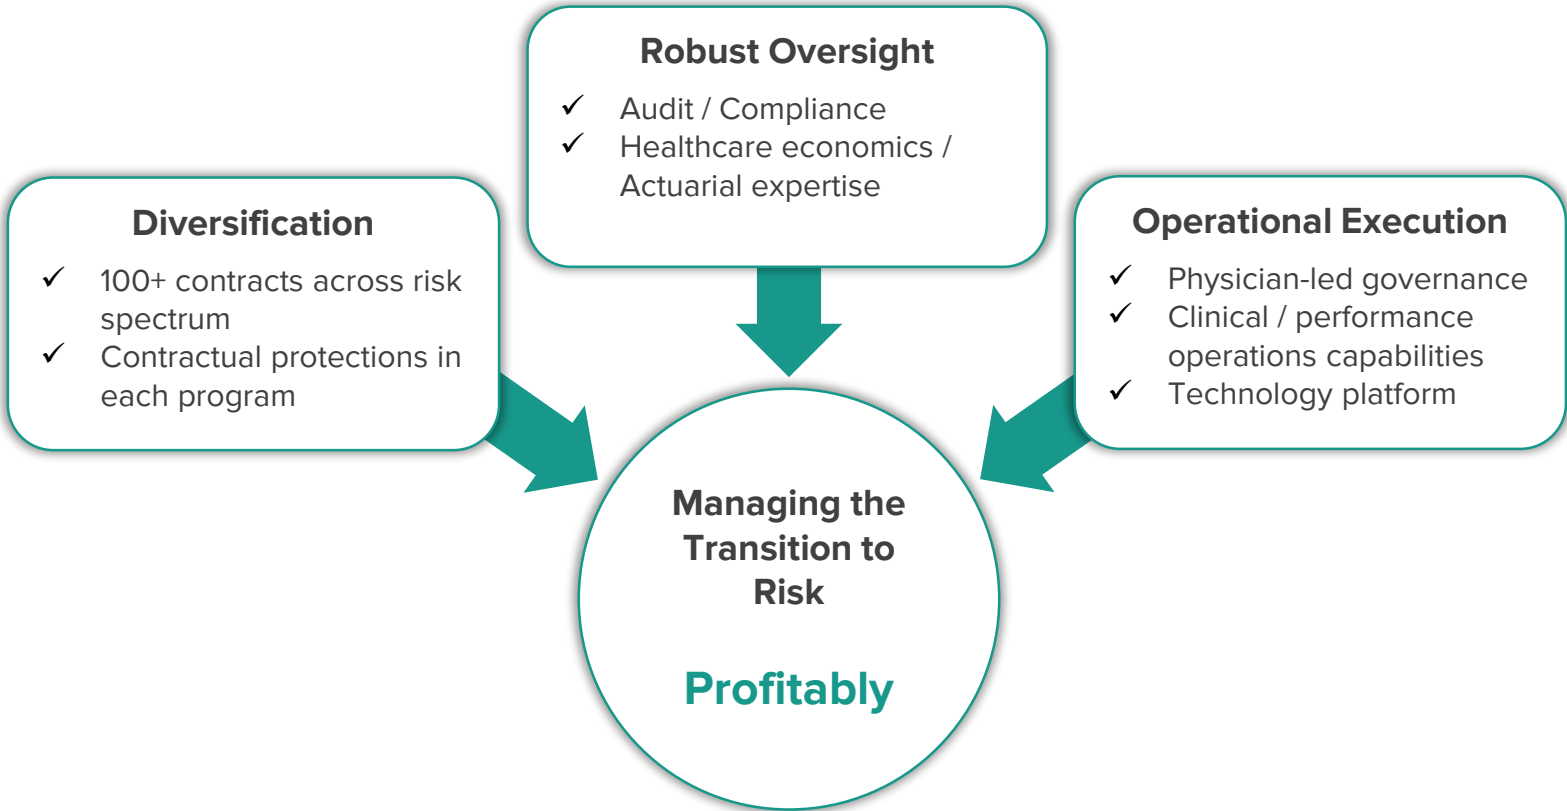 Robust Oversight
✓ Audit / Compliance
✓ Healthcare economics /
Actuarial expertise
Diversification
✓ 100+ contracts across risk
spectrum
✓ Contractual protections in
each program
Operational Execution
✓ Physician-led governance
✓ Clinical / performance
operations capabilities
✓ Technology platform
Managing the
Transition to
Risk
Profitably